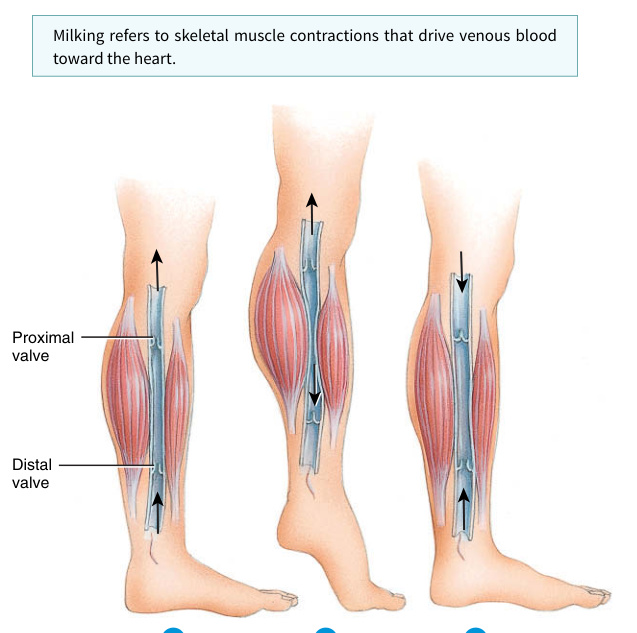 Milking refers to skeletal muscle contractions that drive venous blood
toward the heart.
Proximal
valve
Distal
valve